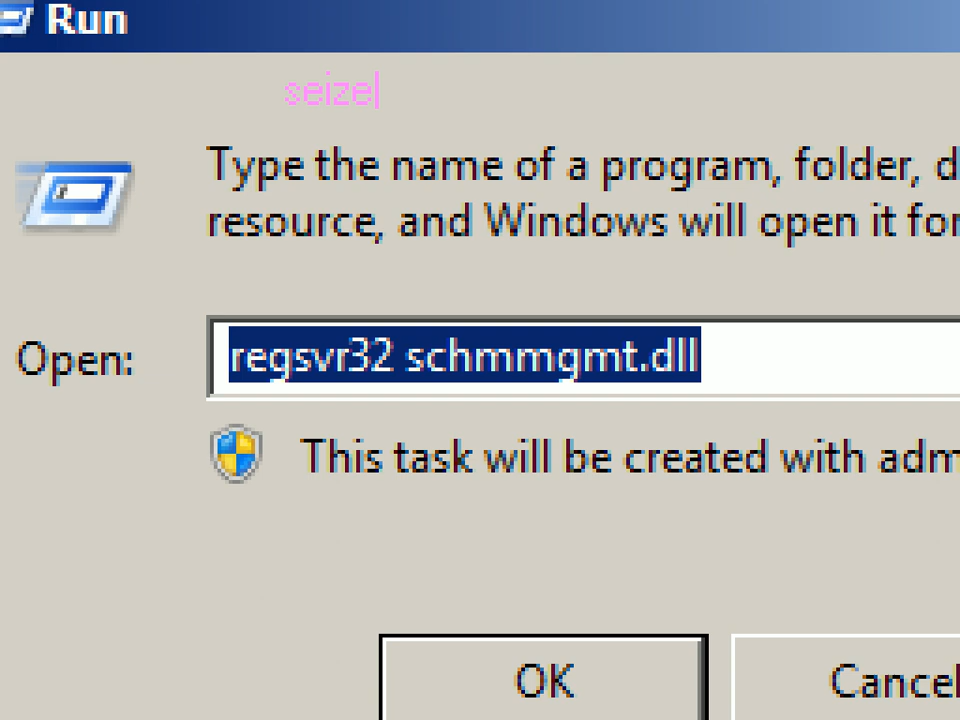 Run
seize
Type the name of a program, folder, d
resource, and Windows will open it for
Open:
regsvr32 schmmgmt.dll
This task will be created with adm
OK
Cancel